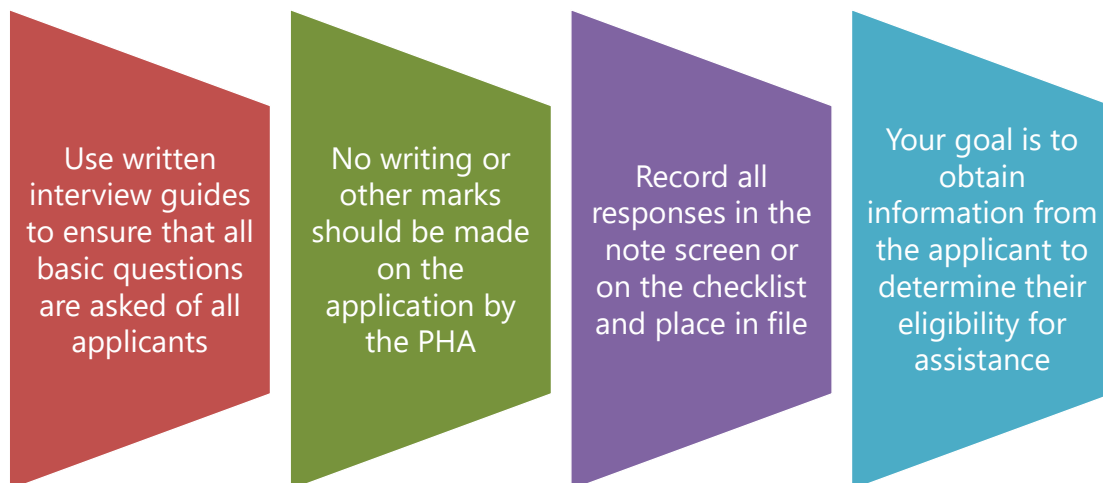 Use written
interview guides
to ensure that all
basic questions
are asked of all
applicants
No writing or
other marks
should be made
on the
application by
the PHA
Record all
responses in the
note screen or
on the checklist
and place in file
Your goal is to
obtain
information from
the applicant to
determine their
eligibility for
assistance